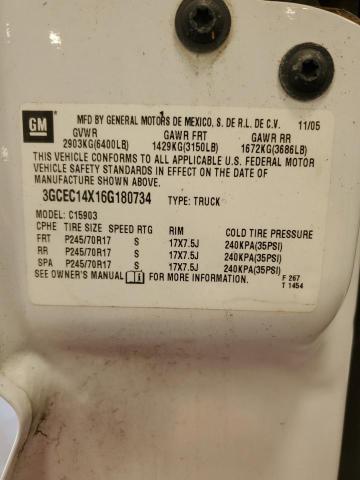 GM
MFD BY GENERAL MOTORS DE MEXICO, S. DE R.L. DE C.V. 11/05
GVWR GAWR FRT GAWR RR
2903KG(6400LB) 1429KG(3150LB) 1672KG(3686LB)
THIS VEHICLE CONFORMS TO ALL APPLICABLE U.S. FEDERAL MOTOR
VEHICLE SAFETY STANDARDS IN EFFECT ON THE DATE OF
MANUFACTURE SHOWN ABOVE.
3GCEC14X16G180734 TYPE: TRUCK
MODEL: C15903
CPHE TIRE SIZE SPEED RTG RIM COLD TIRE PRESSURE
FRT P245/70R17 S 17X7.5J 240KPA(35PSI)
RR P245/70R17 S 17X7.5J 240KPA(35PSI)
SPA P245/70R17 S 17X7.5J 240KPA(35PSI)
SEE OWNER'S MANUAL FOR MORE INFORMATION. F 267
T 1454